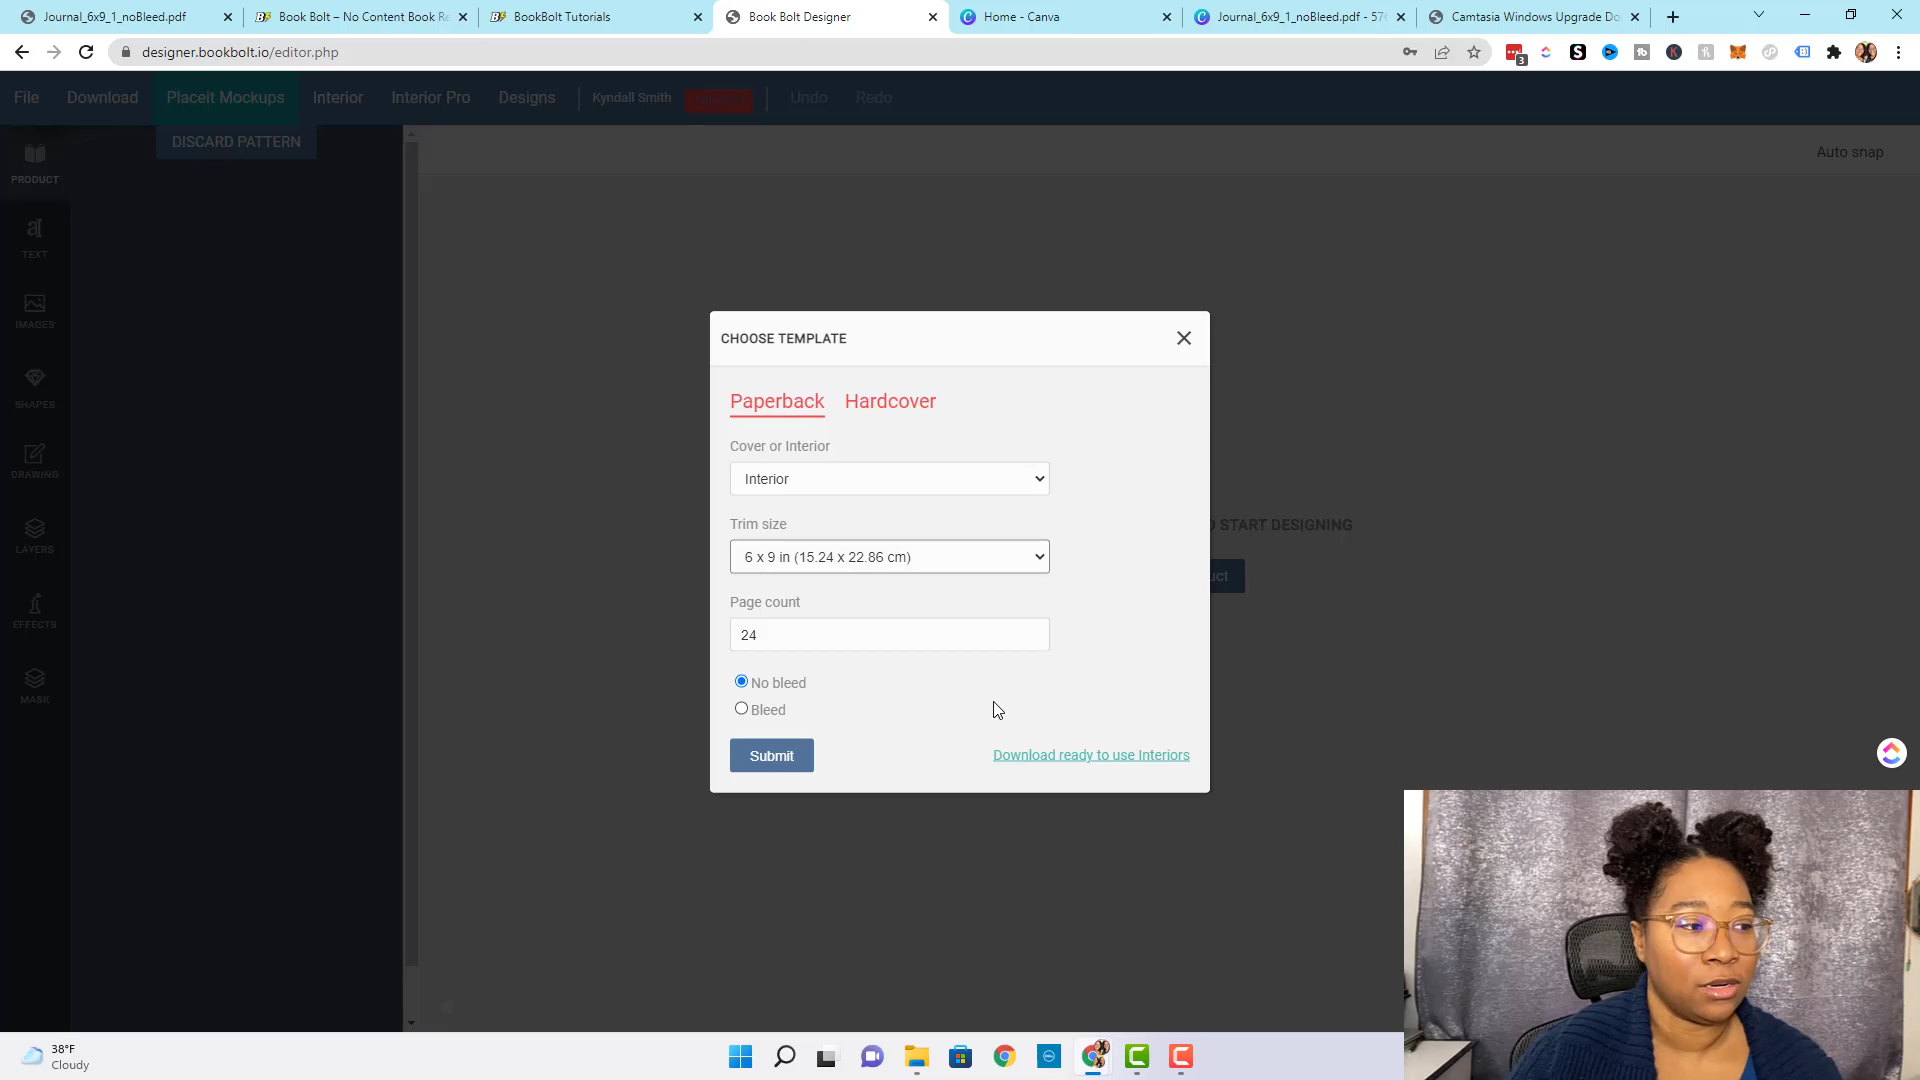 Journal_6x9_1_noBleed.pdf
Book Bolt – No Content Book Re
BookBolt Tutorials
Book Bolt Designer
Home - Canva
Journal_6x9_1_noBleed.pdf - 576
Camtasia Windows Upgrade Do
designer.bookbolt.io/editor.php
3
File Download Placeit Mockups Interior Interior Pro Designs Kyndall Smith Undo Redo
DISCARD PATTERN
Auto snap
PRODUCT
TEXT
IMAGES
SHAPES
DRAWING
LAYERS
EFFECTS
MASK
CHOOSE TEMPLATE
Paperback Hardcover
Cover or Interior
Interior
Trim size
6 x 9 in (15.24 x 22.86 cm)
START DESIGNING
Page count
24
No bleed
Bleed
Submit
Download ready to use Interiors
38°F
Cloudy